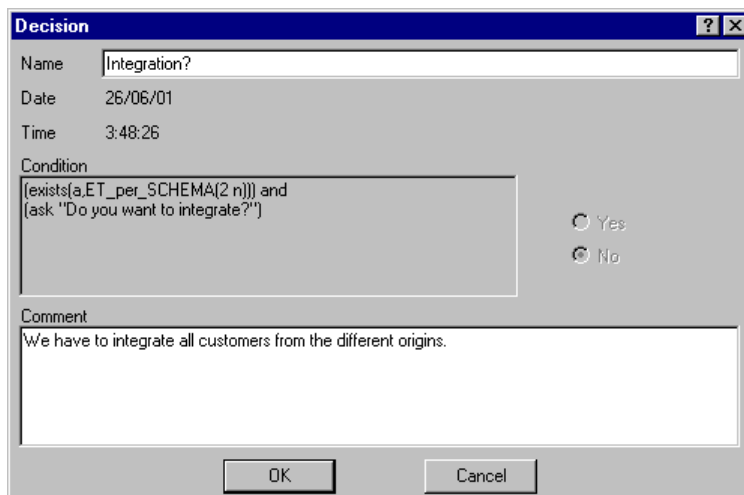 Decision
Name Integration?
Date 26/06/01
Time 3:48:26
Condition
(exists(a,ET_per_SCHEMA(2 n))) and
(ask "Do you want to integrate?")
Yes
No
Comment
We have to integrate all customers from the different origins.
OK Cancel